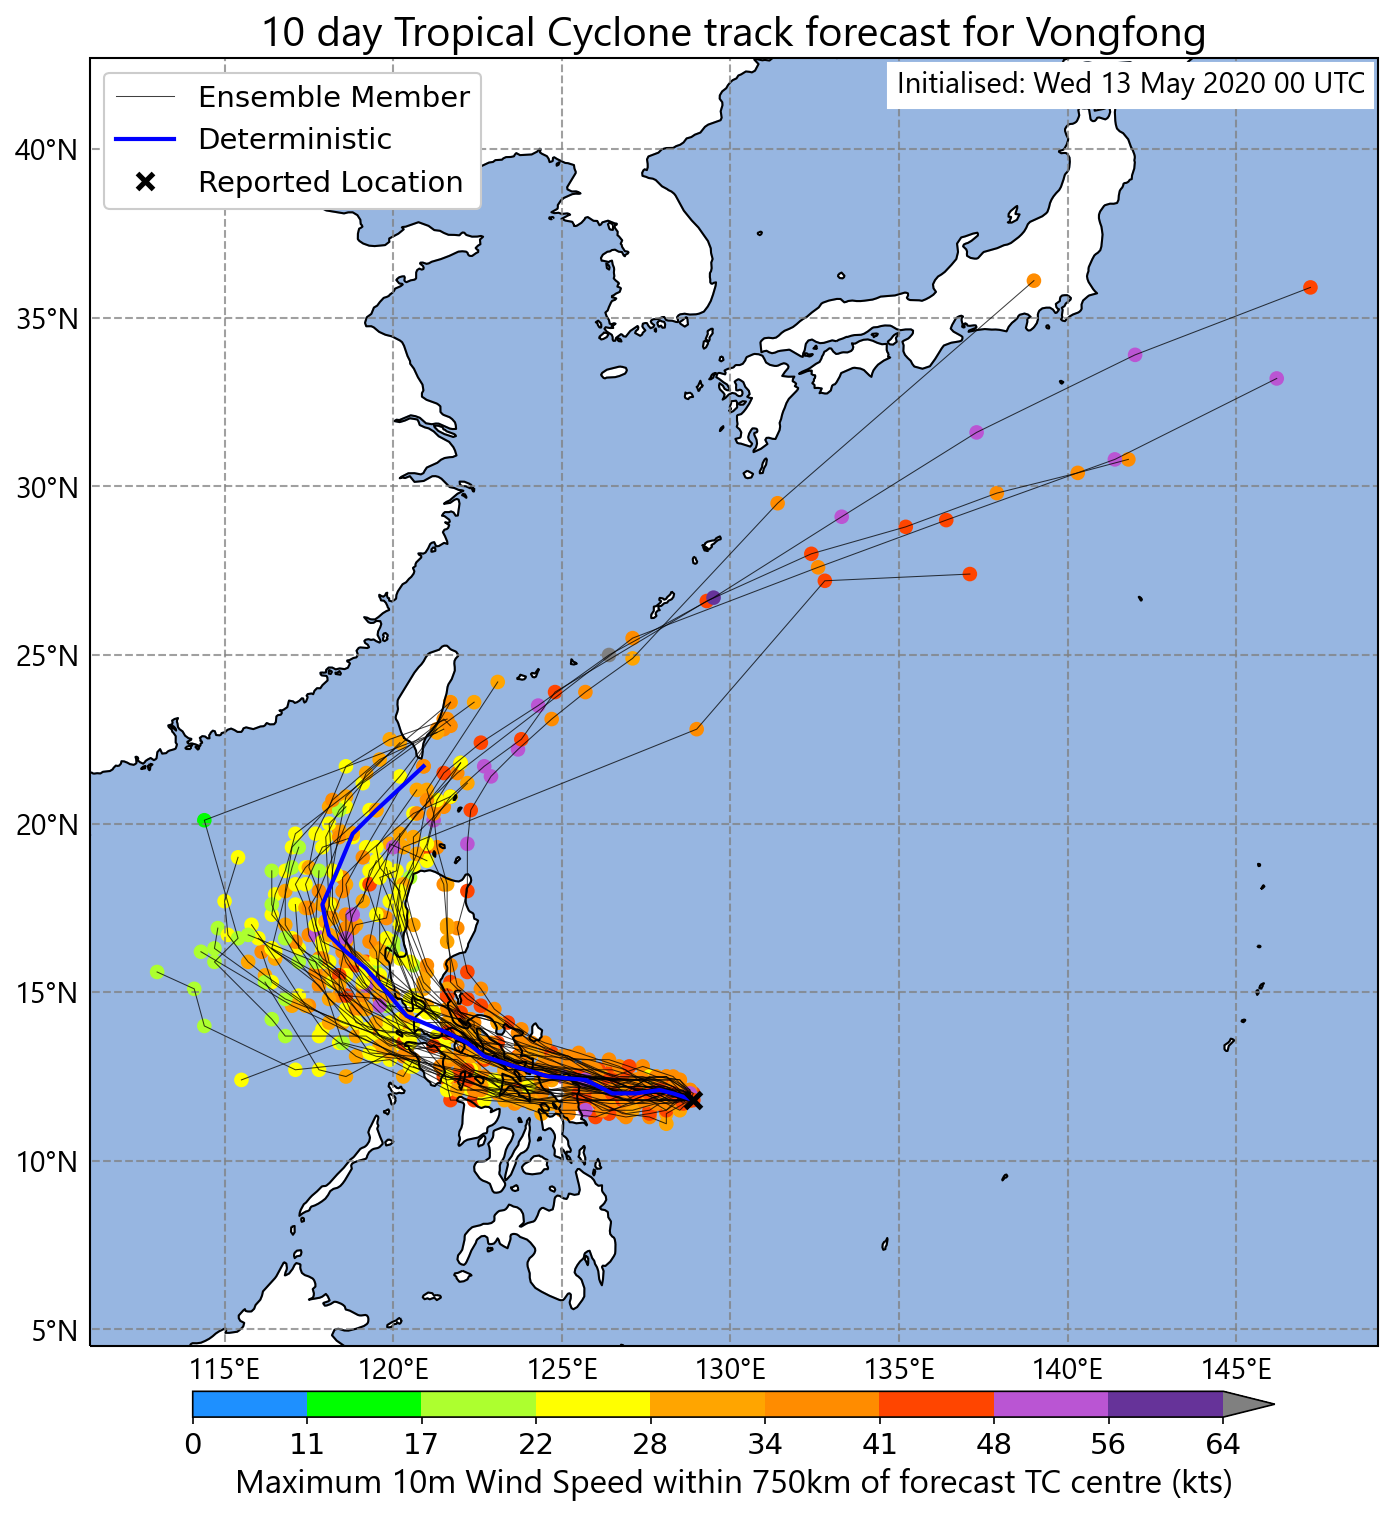 10 day Tropical Cyclone track forecast for Vongfong
Initialised: Wed 13 May 2020 00 UTC
Ensemble Member
Deterministic
Reported Location
40°N
35°N
30°N
25°N
20°N
15°N
10°N
5°N
115°E 120°E 125°E 130°E 135°E 140°E 145°E
0 11 17 22 28 34 41 48 56 64
Maximum 10m Wind Speed within 750km of forecast TC centre (kts)